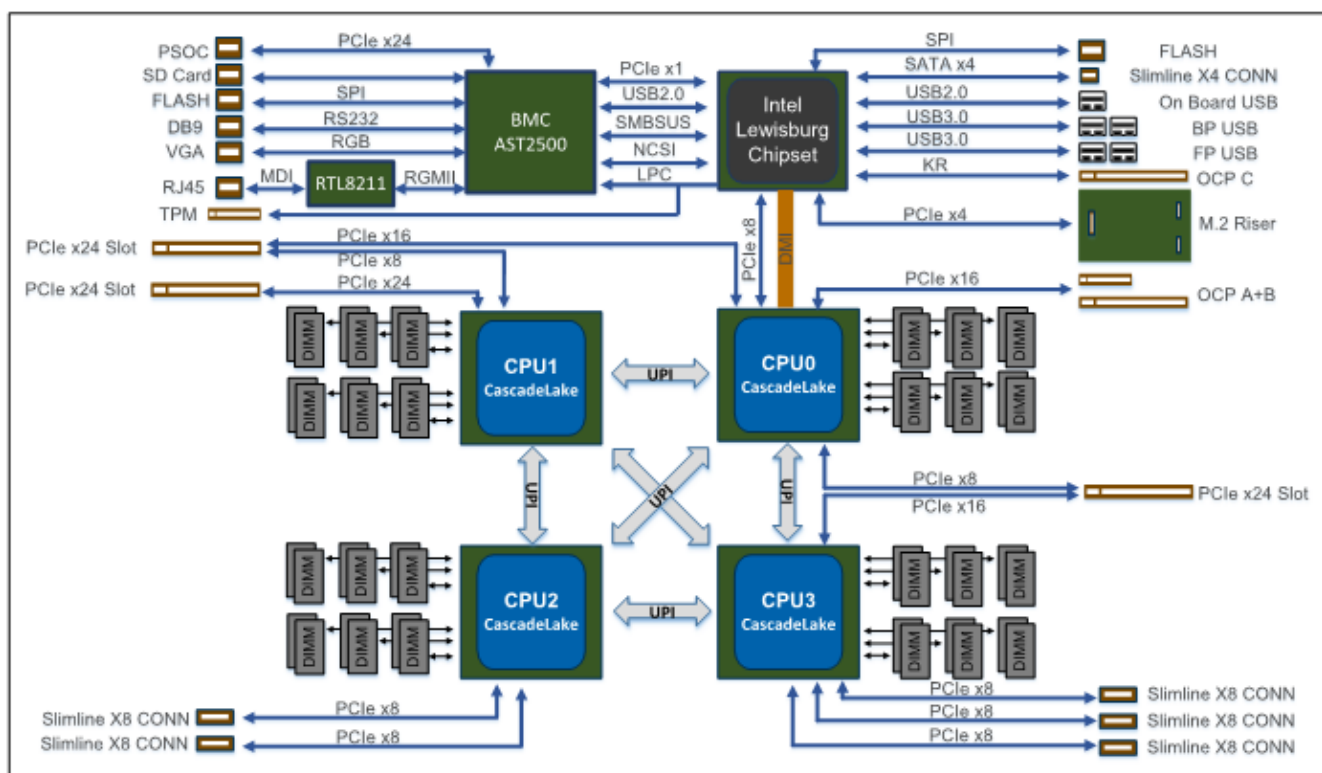 PSOC
PCIe x24
SD Card
FLASH
SPI
DB9
RS232
VGA
RGB
RJ45
MDI
RTL8211
RGMII
TPM
BMC
AST2500
PCIe x1
USB2.0
SMBSUS
NCSI
LPC
Intel
Lewisburg
Chipset
SPI
FLASH
SATA x4
Slimline X4 CONN
USB2.0
On Board USB
USB3.0
BP USB
USB3.0
FP USB
KR
OCP C
PCIe x4
M.2 Riser
PCIe x8
DMI
PCIe x24 Slot
PCIe x16
PCIe x8
PCIe x24 Slot
PCIe x24
PCIe x16
OCP A+B
DIMM
DIMM
DIMM
DIMM
DIMM
DIMM
CPU1
CascadeLake
UPI
CPU0
CascadeLake
DIMM
DIMM
DIMM
DIMM
DIMM
DIMM
UPI
UPI
UPI
PCIe x8
PCIe x16
PCIe x24 Slot
DIMM
DIMM
DIMM
DIMM
DIMM
DIMM
CPU2
CascadeLake
UPI
CPU3
CascadeLake
DIMM
DIMM
DIMM
DIMM
DIMM
DIMM
Slimline X8 CONN
PCIe x8
Slimline X8 CONN
PCIe x8
PCIe x8
Slimline X8 CONN
PCIe x8
Slimline X8 CONN
PCIe x8
Slimline X8 CONN